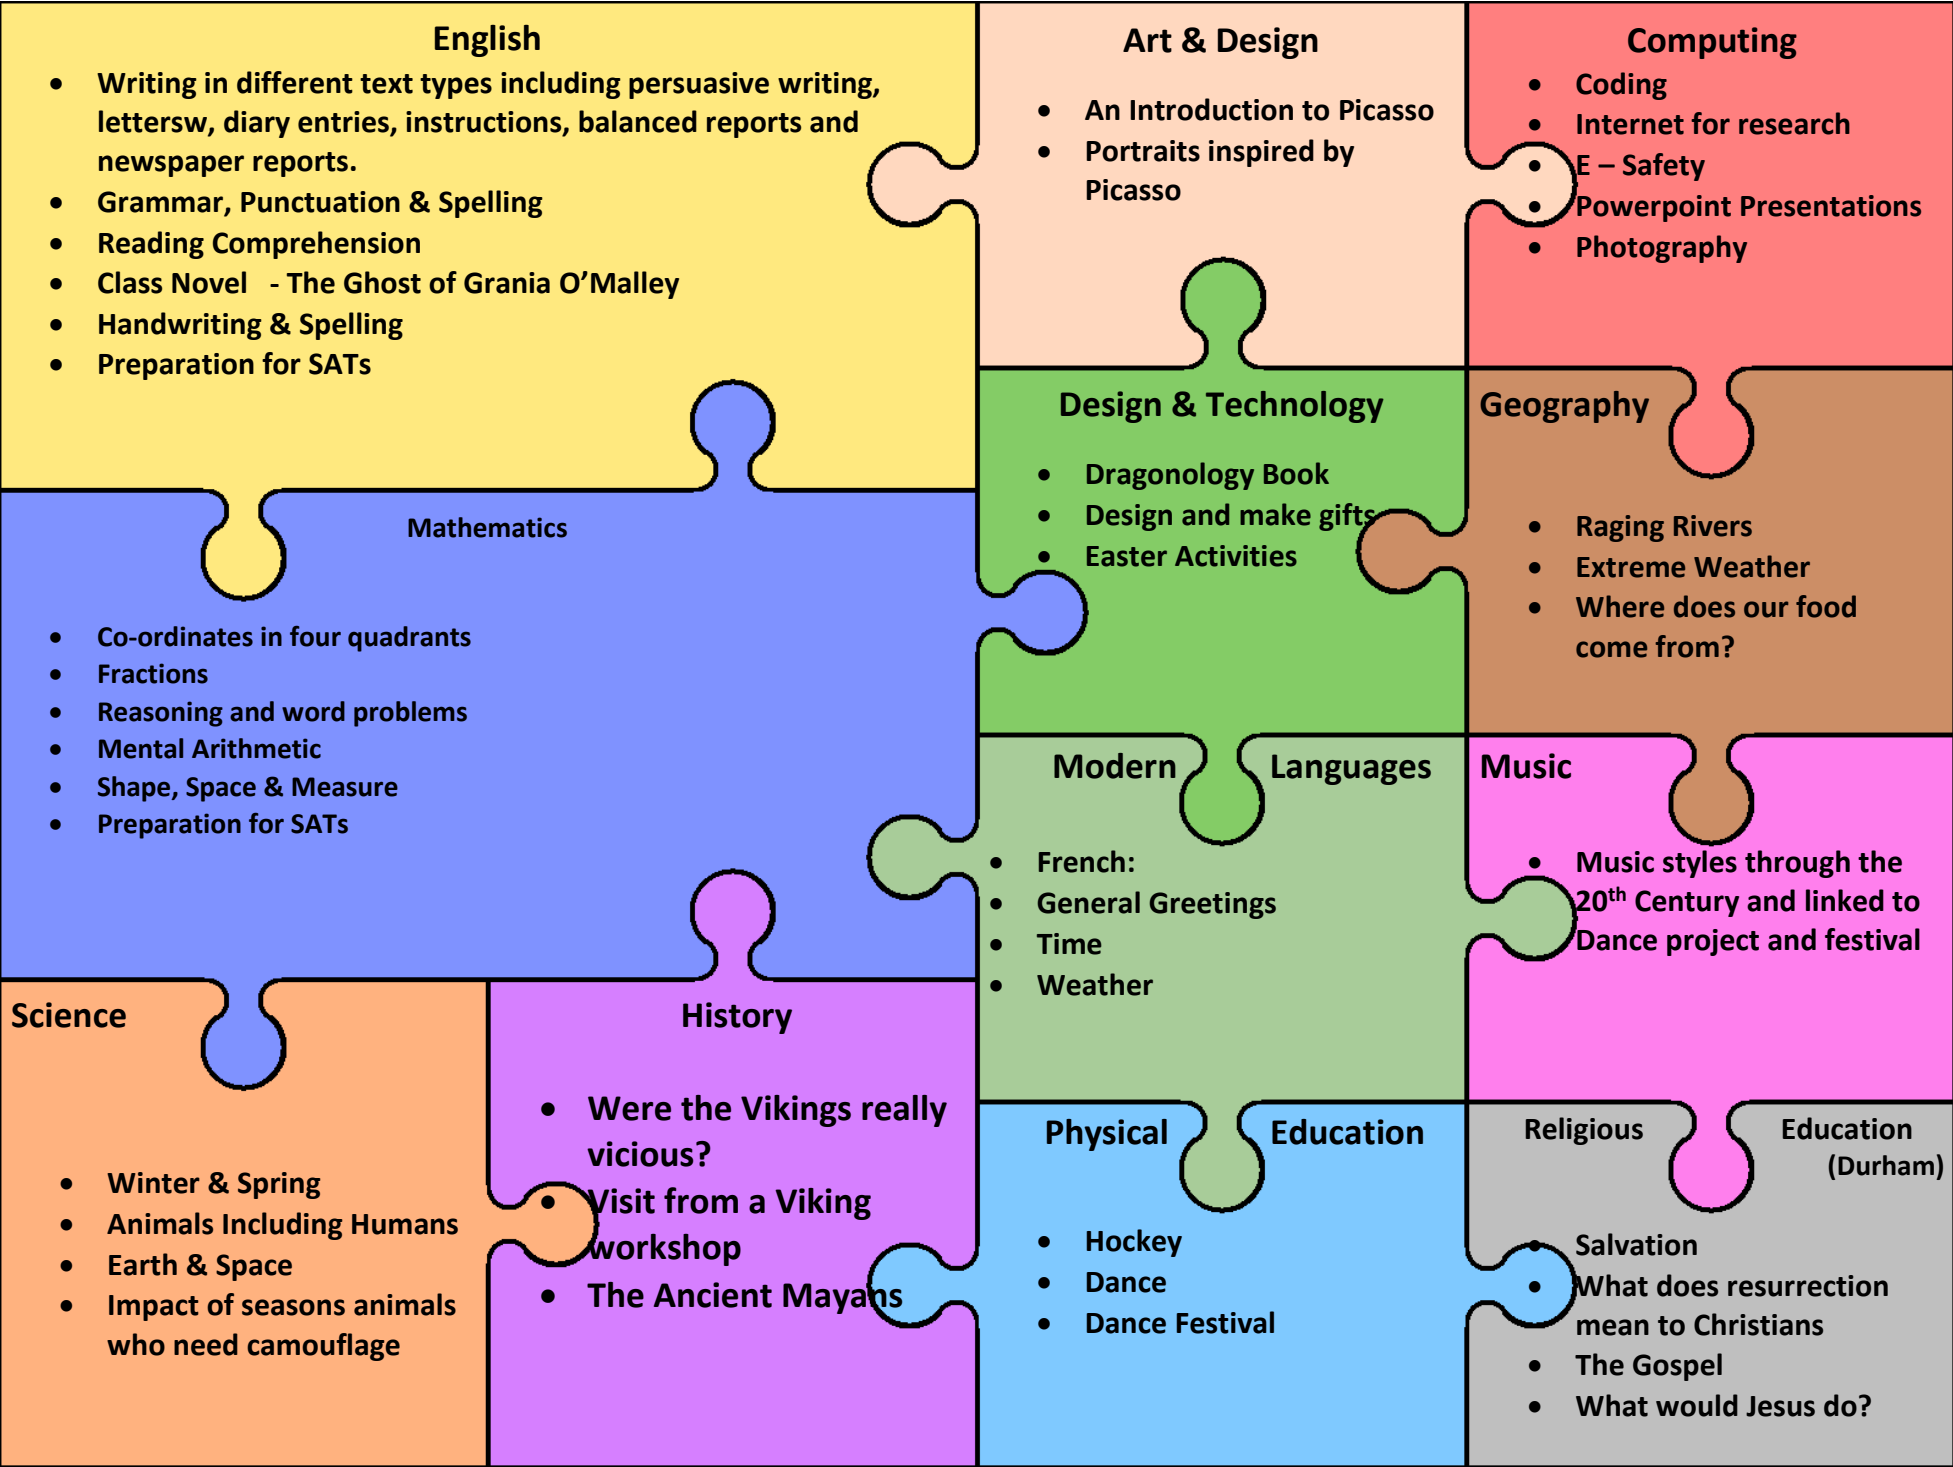 English
• Writing in different text types including persuasive writing,
lettersw, diary entries, instructions, balanced reports and
newspaper reports.
• Grammar, Punctuation & Spelling
• Reading Comprehension
• Class Novel - The Ghost of Grania O’Malley
• Handwriting & Spelling
• Preparation for SATs
Art & Design
• An Introduction to Picasso
• Portraits inspired by
Picasso
Computing
• Coding
• Internet for research
• E – Safety
• Powerpoint Presentations
• Photography
Mathematics
• Co-ordinates in four quadrants
• Fractions
• Reasoning and word problems
• Mental Arithmetic
• Shape, Space & Measure
• Preparation for SATs
Design & Technology
• Dragonology Book
• Design and make gifts
• Easter Activities
Geography
• Raging Rivers
• Extreme Weather
• Where does our food
come from?
Modern Languages
• French:
• General Greetings
• Time
• Weather
Music
• Music styles through the
20th Century and linked to
Dance project and festival
Science
• Winter & Spring
• Animals Including Humans
• Earth & Space
• Impact of seasons animals
who need camouflage
History
• Were the Vikings really
vicious?
• Visit from a Viking
workshop
• The Ancient Mayans
Physical Education
• Hockey
• Dance
• Dance Festival
Religious Education
(Durham)
• Salvation
• What does resurrection
mean to Christians
• The Gospel
• What would Jesus do?